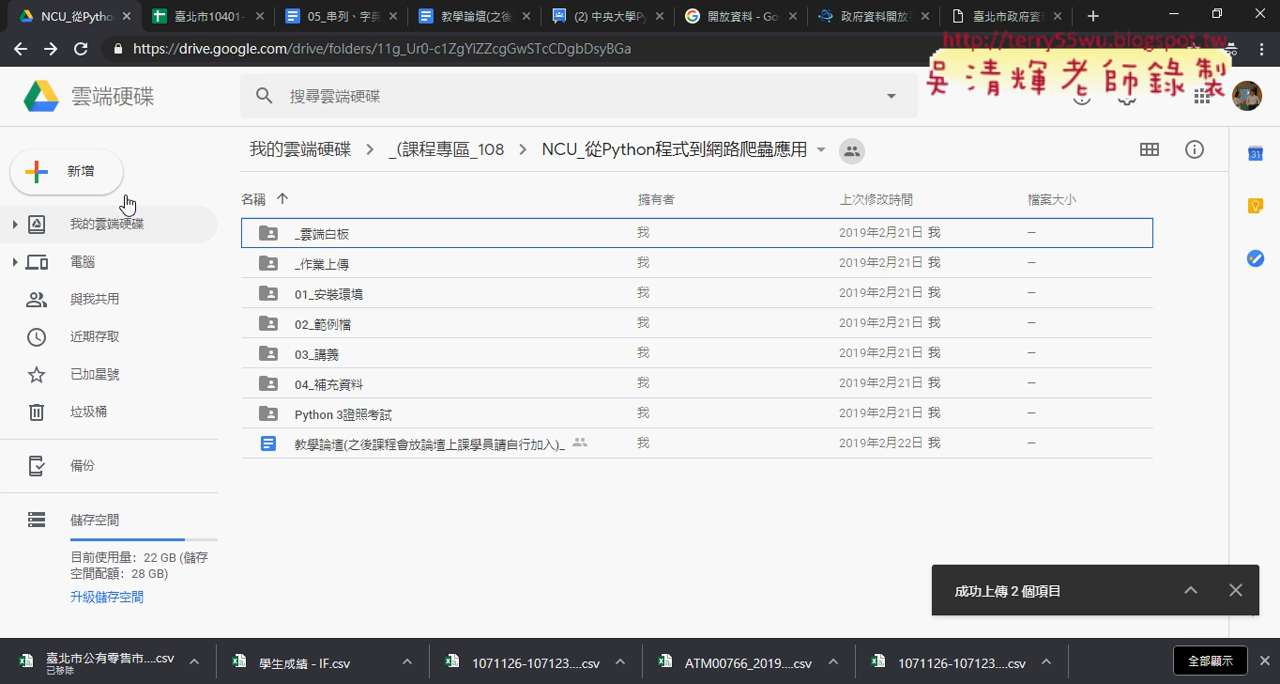 NCU_從Pytho
臺北市10401-
05_串列、字典
教學論壇(之後
(2) 中央大學Py
開放資料 - Go
政府資料開放平
臺北市政府資
https://drive.google.com/drive/folders/11g_Ur0-c1ZgYiZZcgGwSTcCDgbDsyBGa
http://terry55wu.blogspot.tw
吳清輝老師錄製
雲端硬碟
搜尋雲端硬碟
我的雲端硬碟 > _(課程專區_108 > NCU_從Python程式到網路爬蟲應用
新增
名稱 擁有者 上次修改時間 檔案大小
我的雲端硬碟
電腦
與我共用
近期存取
已加星號
垃圾桶
備份
儲存空間
目前使用量: 22 GB (儲存
空間配額: 28 GB)
升級儲存空間
_雲端白板 我 2019年2月21日 我 —
_作業上傳 我 2019年2月21日 我 —
01_安裝環境 我 2019年2月21日 我 —
02_範例檔 我 2019年2月21日 我 —
03_講義 我 2019年2月21日 我 —
04_補充資料 我 2019年2月21日 我 —
Python 3證照考試 我 2019年2月21日 我 —
教學論壇(之後課程會放論壇上課學員請自行加入)_ 我 2019年2月22日 我 —
31
成功上傳 2 個項目
臺北市公有零售市....csv
已移除
學生成績 - IF.csv
1071126-107123....csv
ATM00766_2019....csv
1071126-107123....csv
全部顯示